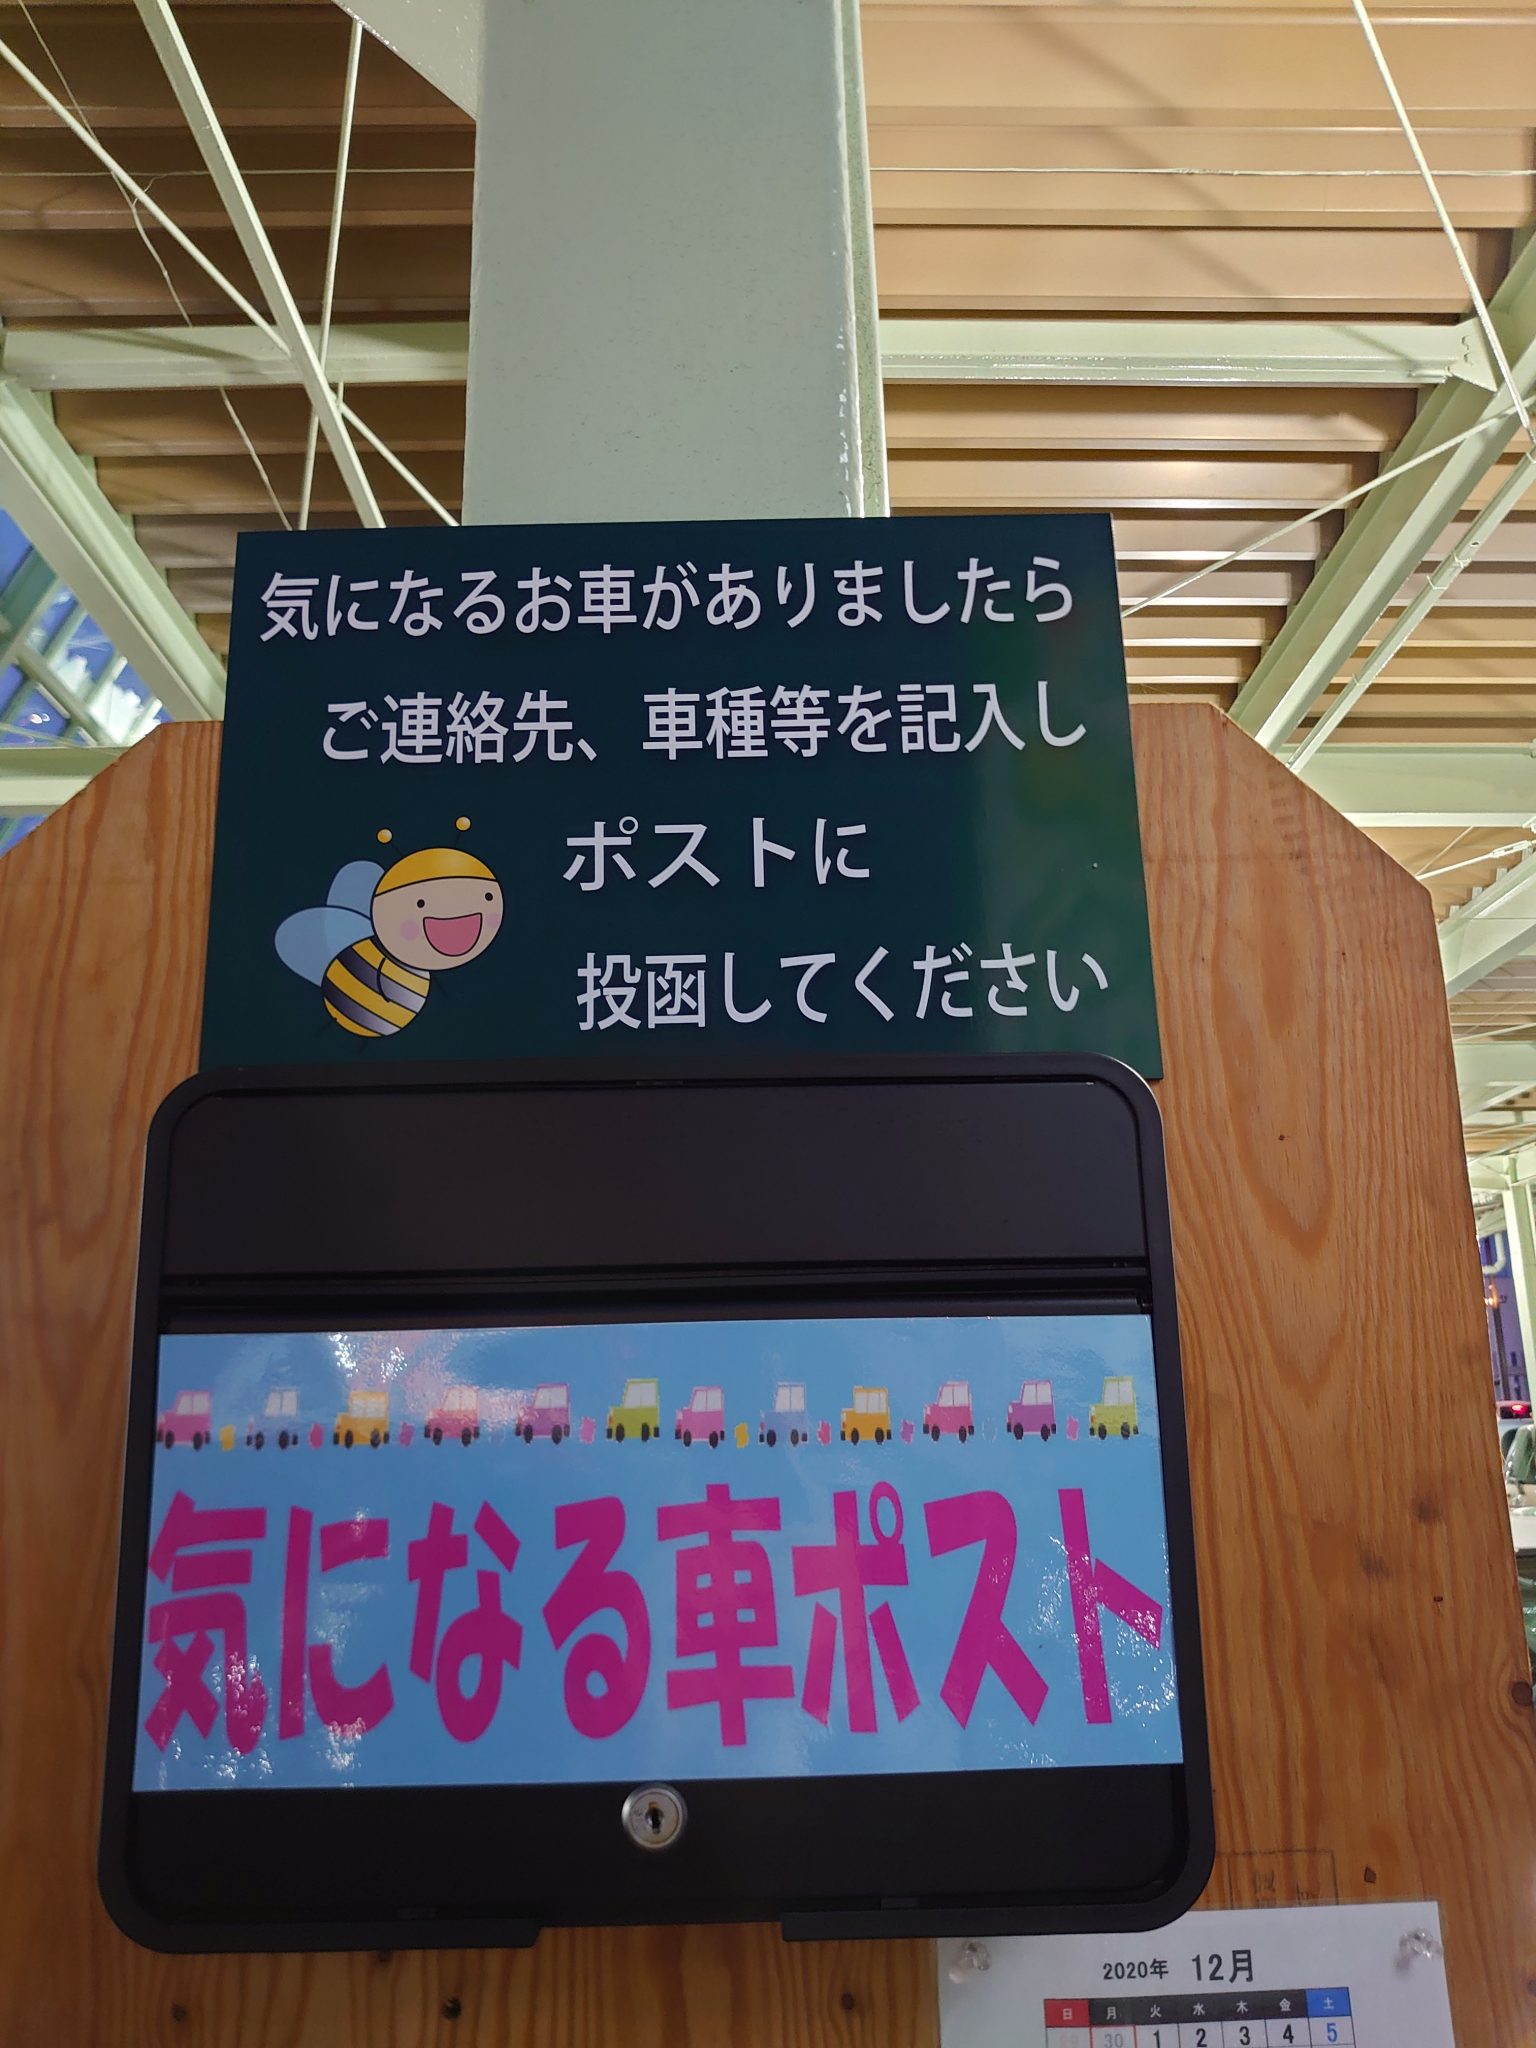 気になるお車がありましたら
ご連絡先、車種等を記入し
ポストに
投函してください
気になる車ポスト
2020年 12月
日 月 火 水 木 金 土
29 30 1 2 3 4 5